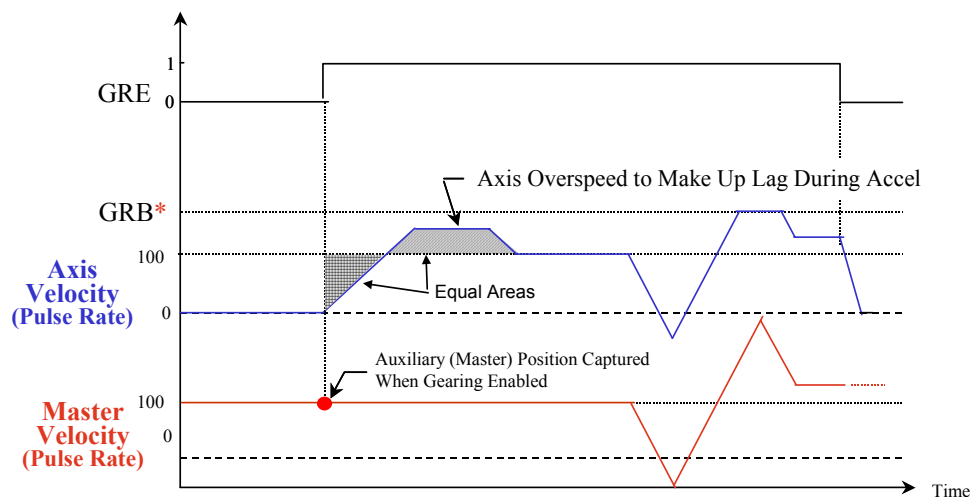 1
GRE
0
Axis Overspeed to Make Up Lag During Accel
GRB*
100
Axis
Velocity
(Pulse Rate)
Equal Areas
0
Auxiliary (Master) Position Captured
When Gearing Enabled
100
Master
Velocity
(Pulse Rate)
0
Time